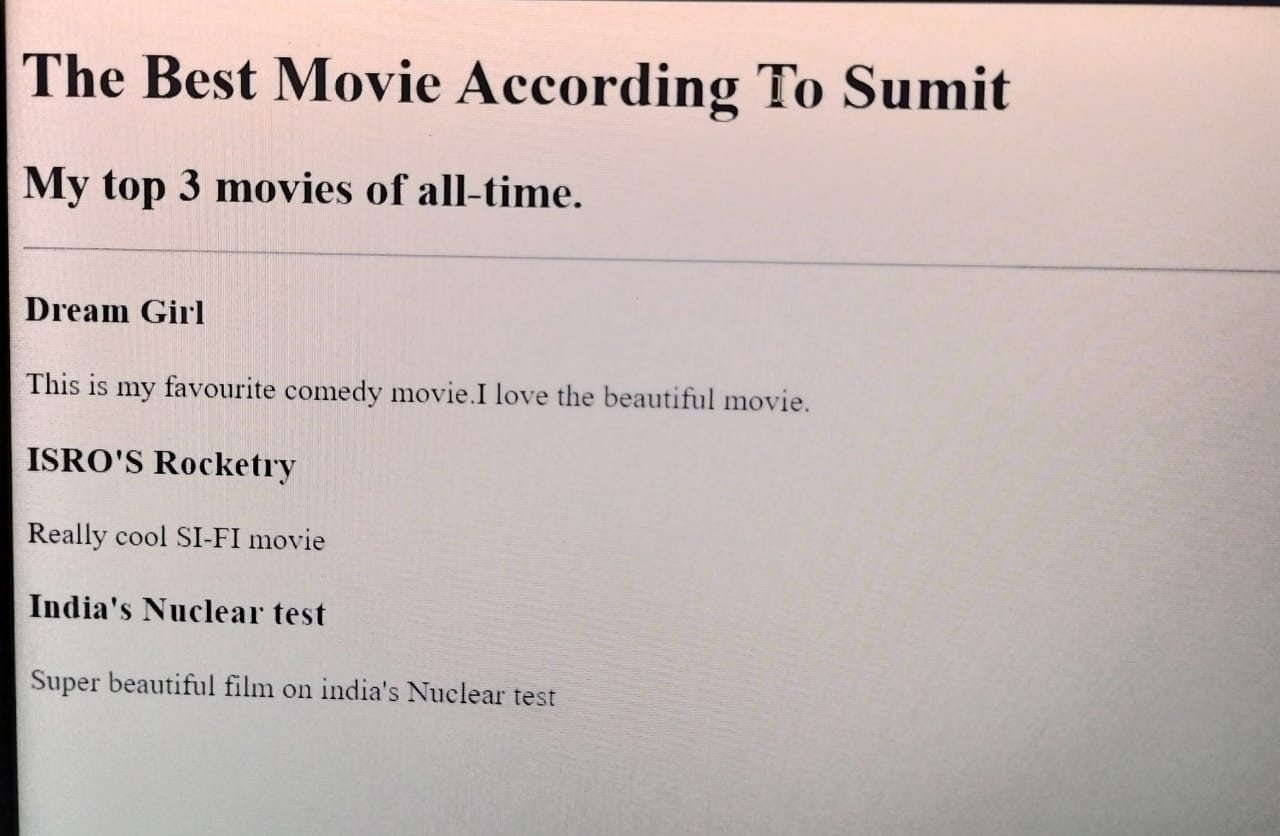 The Best Movie According To Sumit
My top 3 movies of all-time.
Dream Girl
This is my favourite comedy movie.I love the beautiful movie.
ISRO'S Rocketry
Really cool SI-FI movie
India's Nuclear test
Super beautiful film on india's Nuclear test